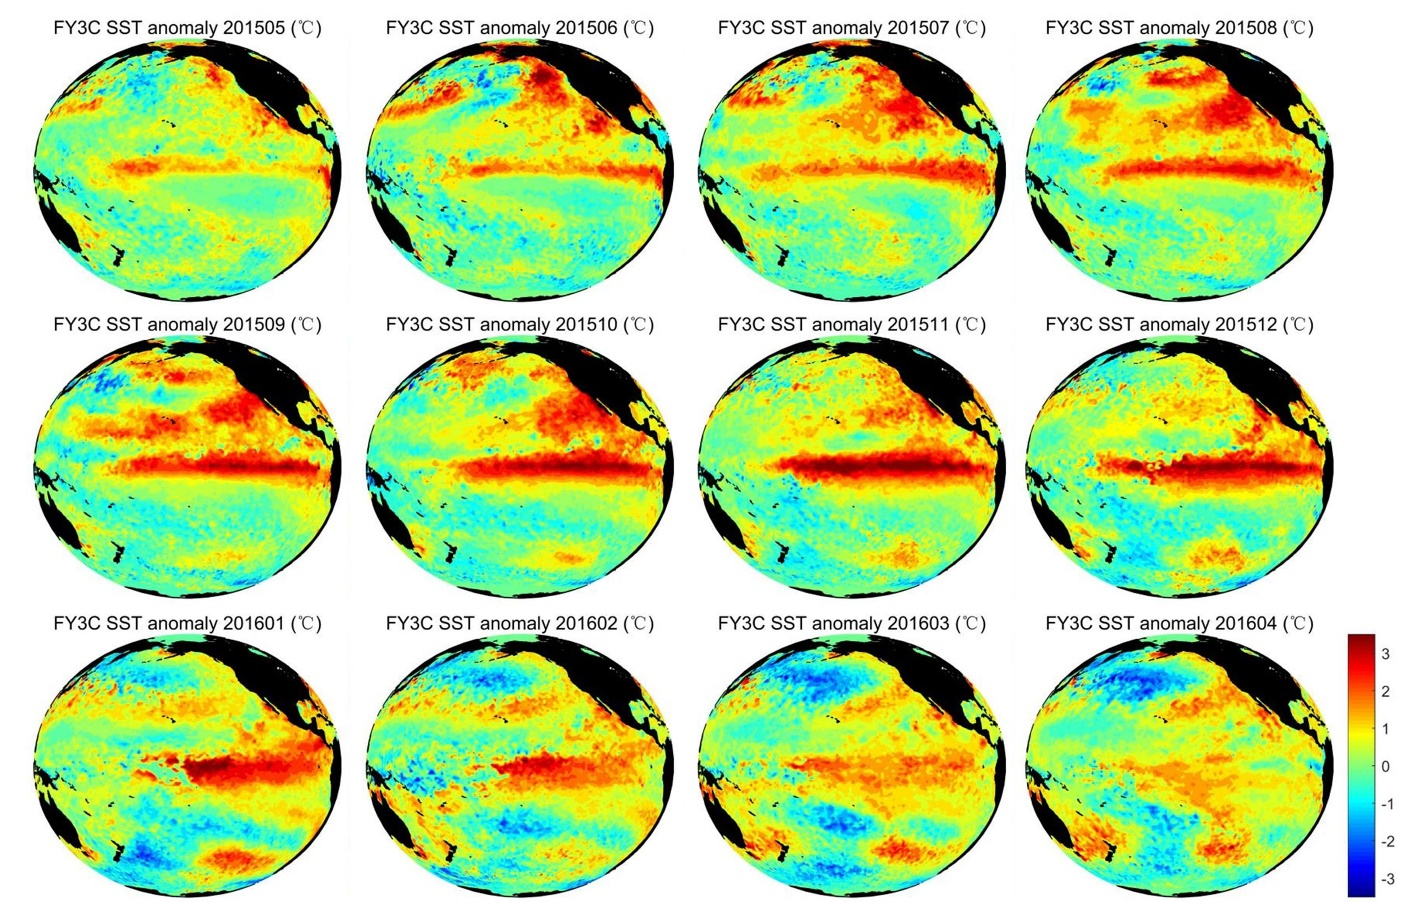 FY3C SST anomaly 201505 (℃)
FY3C SST anomaly 201506 (℃)
FY3C SST anomaly 201507 (℃)
FY3C SST anomaly 201508 (℃)
FY3C SST anomaly 201509 (℃)
FY3C SST anomaly 201510 (℃)
FY3C SST anomaly 201511 (℃)
FY3C SST anomaly 201512 (℃)
FY3C SST anomaly 201601 (℃)
FY3C SST anomaly 201602 (℃)
FY3C SST anomaly 201603 (℃)
FY3C SST anomaly 201604 (℃)
3
2
1
0
-1
-2
-3